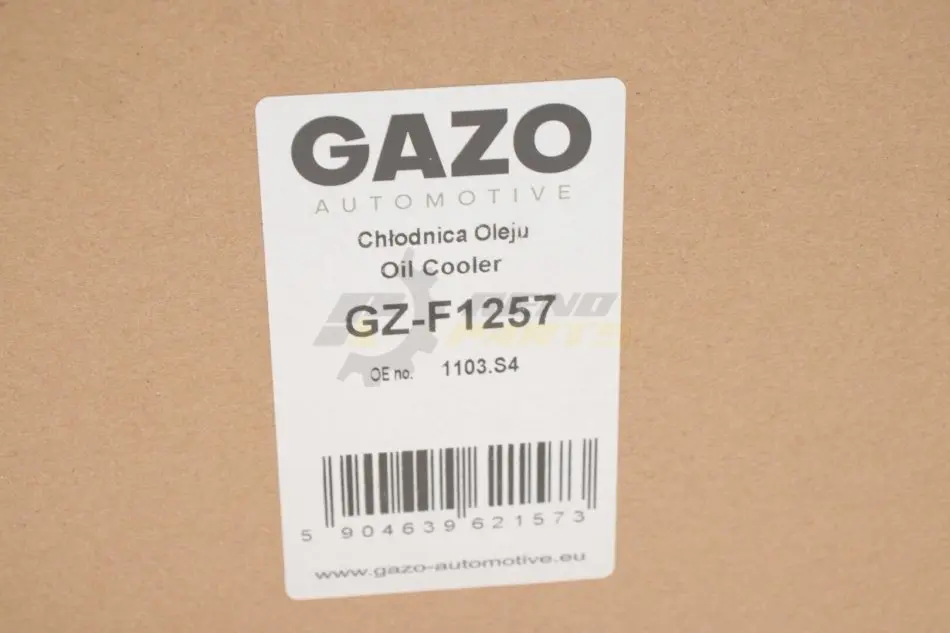 GAZO
AUTOMOTIVE
Chłodnica Oleju
Oil Cooler
GZ-F1257
OE no. 1103.S4
5 904639 621573
www.gazo-automotive.eu